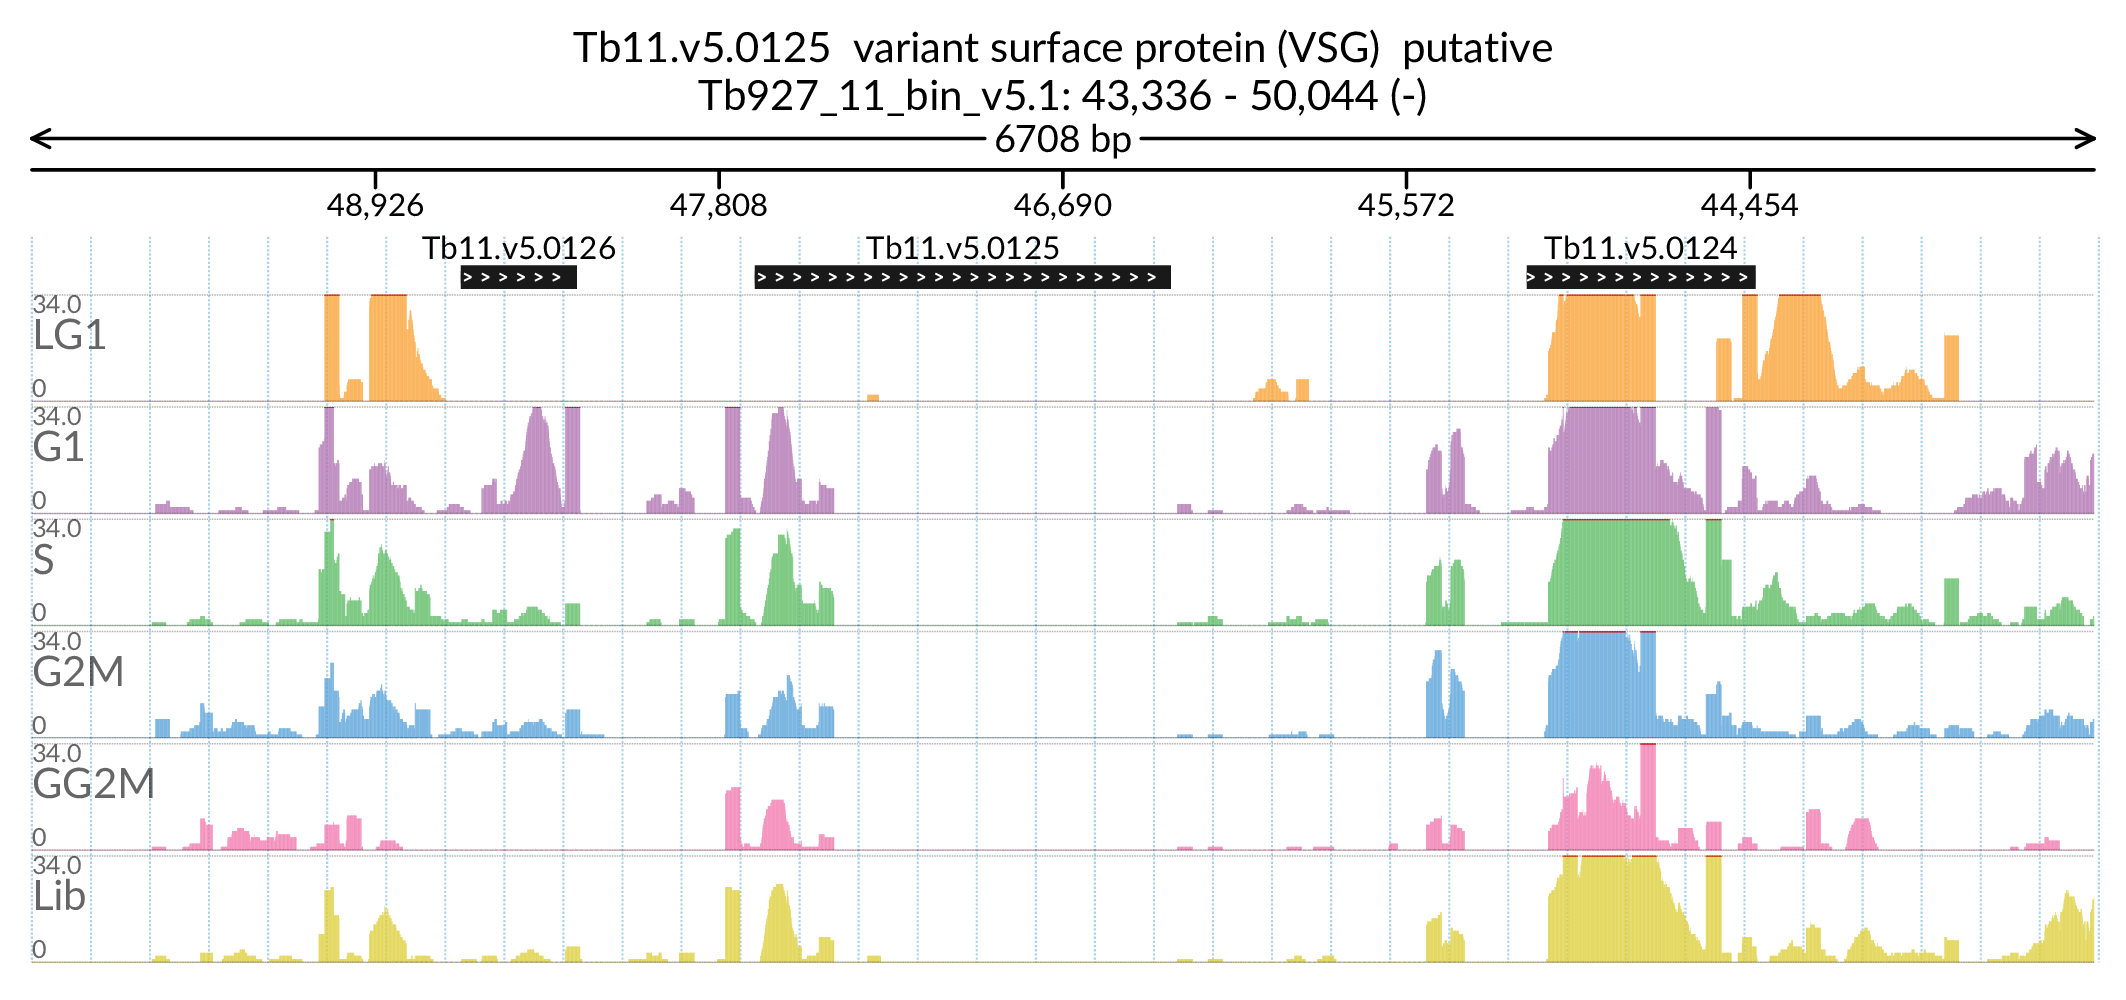 Tb11.v5.0125 variant surface protein (VSG) putative
Tb927_11_bin_v5.1: 43,336 - 50,044 (-)
6708 bp
48,926 47,808 46,690 45,572 44,454
Tb11.v5.0126 Tb11.v5.0125 Tb11.v5.0124
34.0
LG1
0
34.0
G1
0
34.0
S
0
34.0
G2M
0
34.0
GG2M
0
34.0
Lib
0